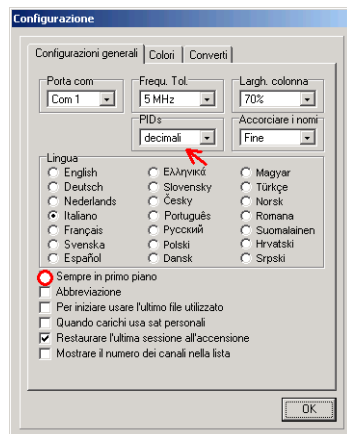 Configurazione
Configurazioni generali Colori Converti
Porta com Frequ. Tol. Largh. colonna
Com 1 5 MHz 70%
PIDs Accorciare i nomi
decimali Fine
Lingua
English Ελληνικά Magyar
Deutsch Slovensky Türkçe
Nederlands Česky Norsk
Italiano Português Romana
Français Русский Suomalainen
Svenska Polski Hrvatski
Español Dansk Srpski
Sempre in primo piano
Abbreviazione
Per iniziare usare l'ultimo file utilizzato
Quando carichi usa sat personali
Restaurare l'ultima sessione all'accensione
Mostrare il numero dei canali nella lista
OK